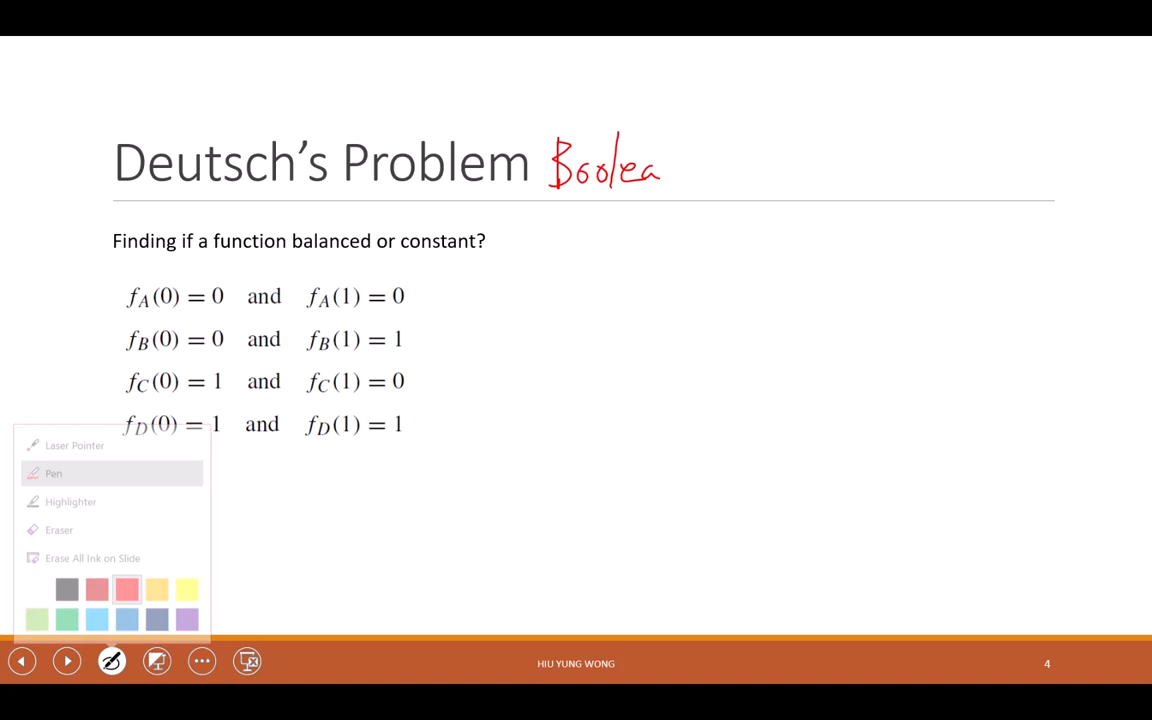 Deutsch's Problem Boolea
Finding if a function balanced or constant?
f_A(0) = 0 and f_A(1) = 0
f_B(0) = 0 and f_B(1) = 1
f_C(0) = 1 and f_C(1) = 0
f_D(0) = 1 and f_D(1) = 1
Laser Pointer
Pen
Highlighter
Eraser
Erase All Ink on Slide
HIU YUNG WONG 4